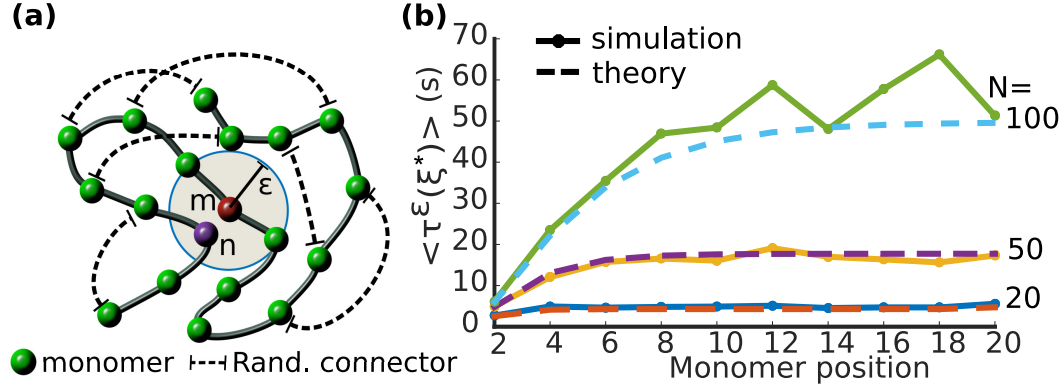 (a)
m
ε
n
monomer
Rand. connector
(b)
simulation
theory
<τ^ε(ξ*)> (s)
70
60
50
40
30
20
10
0
N=
100
50
20
2 4 6 8 10 12 14 16 18 20
Monomer position